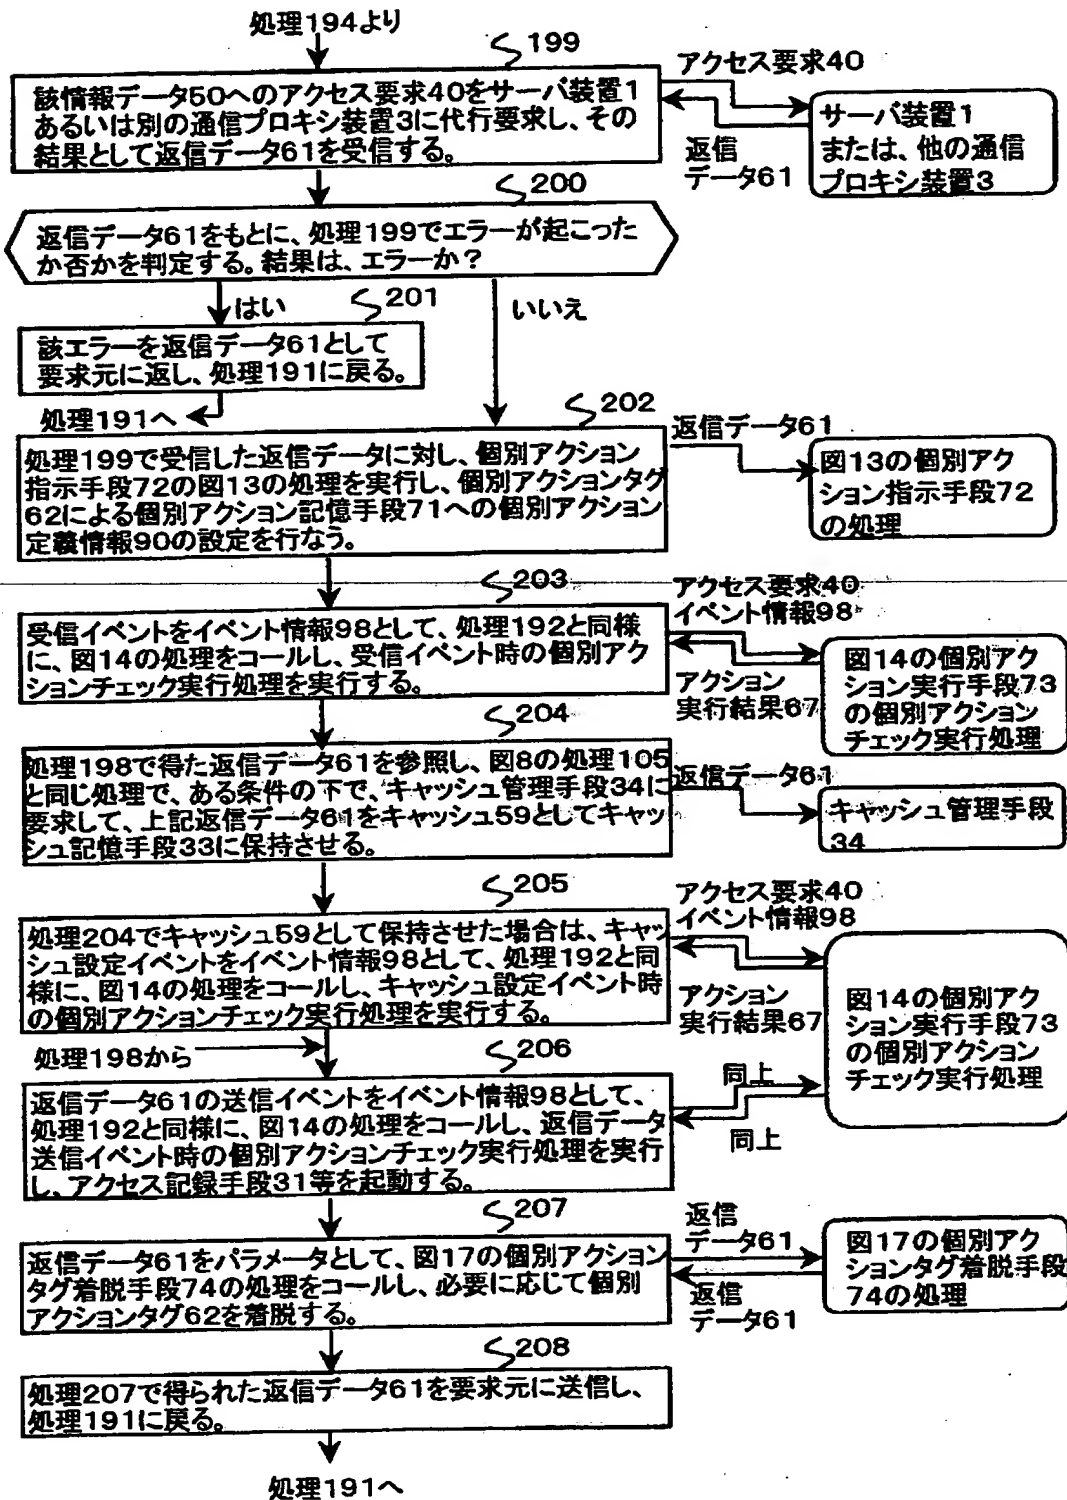 処理194より
199
該情報データ50へのアクセス要求40をサーバ装置1
あるいは別の通信プロキシ装置3に代行要求し、その
結果として返信データ61を受信する。
アクセス要求40
返信
データ61
サーバ装置1
または、他の通信
プロキシ装置3
200
返信データ61をもとに、処理199でエラーが起こった
か否かを判定する。結果は、エラーか?
はい
いいえ
201
該エラーを返信データ61として
要求元に返し、処理191に戻る。
処理191へ
202
処理199で受信した返信データに対し、個別アクション
指示手段72の図13の処理を実行し、個別アクションタグ
62による個別アクション記憶手段71への個別アクション
定義情報90の設定を行なう。
返信データ61
図13の個別アク
ション指示手段72
の処理
203
受信イベントをイベント情報98として、処理192と同様
に、図14の処理をコールし、受信イベント時の個別アク
ションチェック実行処理を実行する。
アクセス要求40
イベント情報98
アクション
実行結果67
図14の個別アク
ション実行手段73
の個別アクション
チェック実行処理
204
処理198で得た返信データ61を参照し、図8の処理105
と同じ処理で、ある条件の下で、キャッシュ管理手段34に
要求して、上記返信データ61をキャッシュ59としてキャッ
シュ記憶手段33に保持させる。
返信データ61
キャッシュ管理手段
34
205
処理204でキャッシュ59として保持させた場合は、キャッ
シュ設定イベントをイベント情報98として、処理192と同
様に、図14の処理をコールし、キャッシュ設定イベント時
の個別アクションチェック実行処理を実行する。
アクセス要求40
イベント情報98
アクション
実行結果67
図14の個別アク
ション実行手段73
の個別アクション
チェック実行処理
処理198から
206
返信データ61の送信イベントをイベント情報98として、
処理192と同様に、図14の処理をコールし、返信データ
送信イベント時の個別アクションチェック実行処理を実行
し、アクセス記録手段31等を起動する。
同上
同上
207
返信データ61をパラメータとして、図17の個別アクション
タグ着脱手段74の処理をコールし、必要に応じて個別
アクションタグ62を着脱する。
返信
データ61
返信
データ61
図17の個別アク
ションタグ着脱手段
74の処理
208
処理207で得られた返信データ61を要求元に送信し、
処理191に戻る。
処理191へ